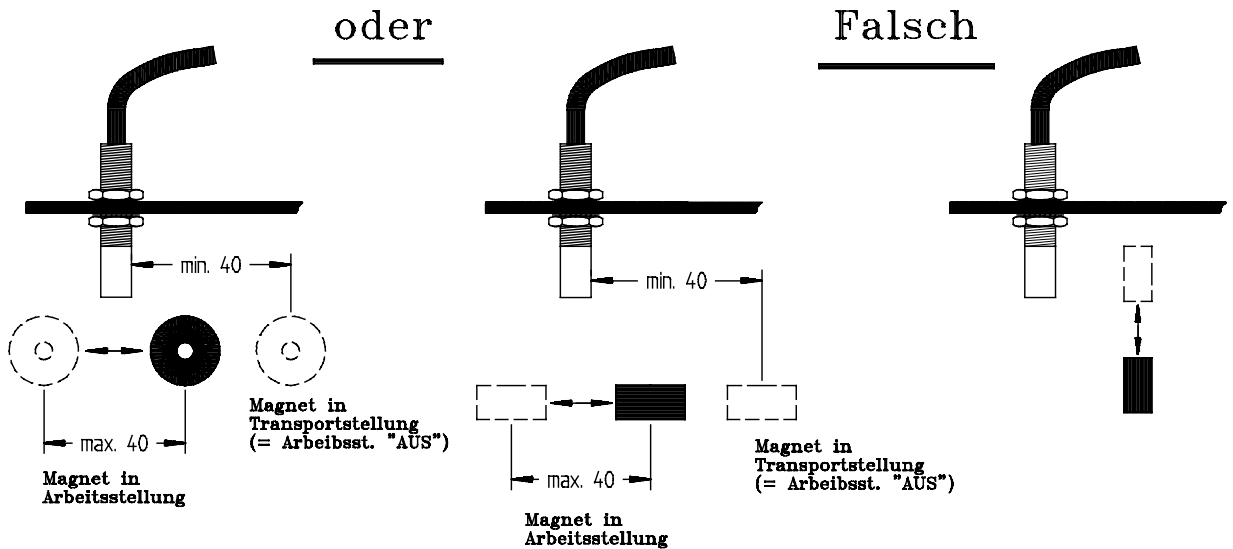 oder
Falsch
min. 40
max. 40
Magnet in
Arbeitsstellung
Magnet in
Transportstellung
(= Arbeibsst. "AUS")
min. 40
max. 40
Magnet in
Arbeitsstellung
Magnet in
Transportstellung
(= Arbeibsst. "AUS")